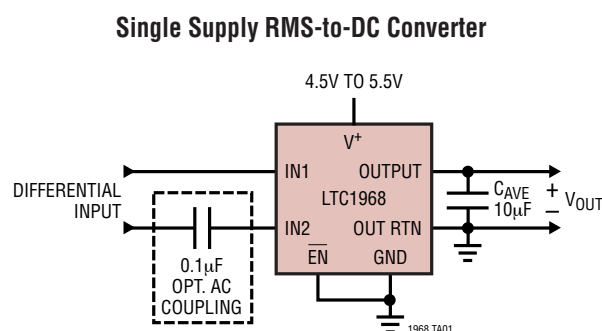 Single Supply RMS-to-DC Converter
4.5V TO 5.5V
V+
IN1
OUTPUT
LTC1968
DIFFERENTIAL
INPUT
IN2
OUT RTN
EN
GND
CAVE
10µF
+
–
VOUT
0.1µF
OPT. AC
COUPLING
1968 TA01